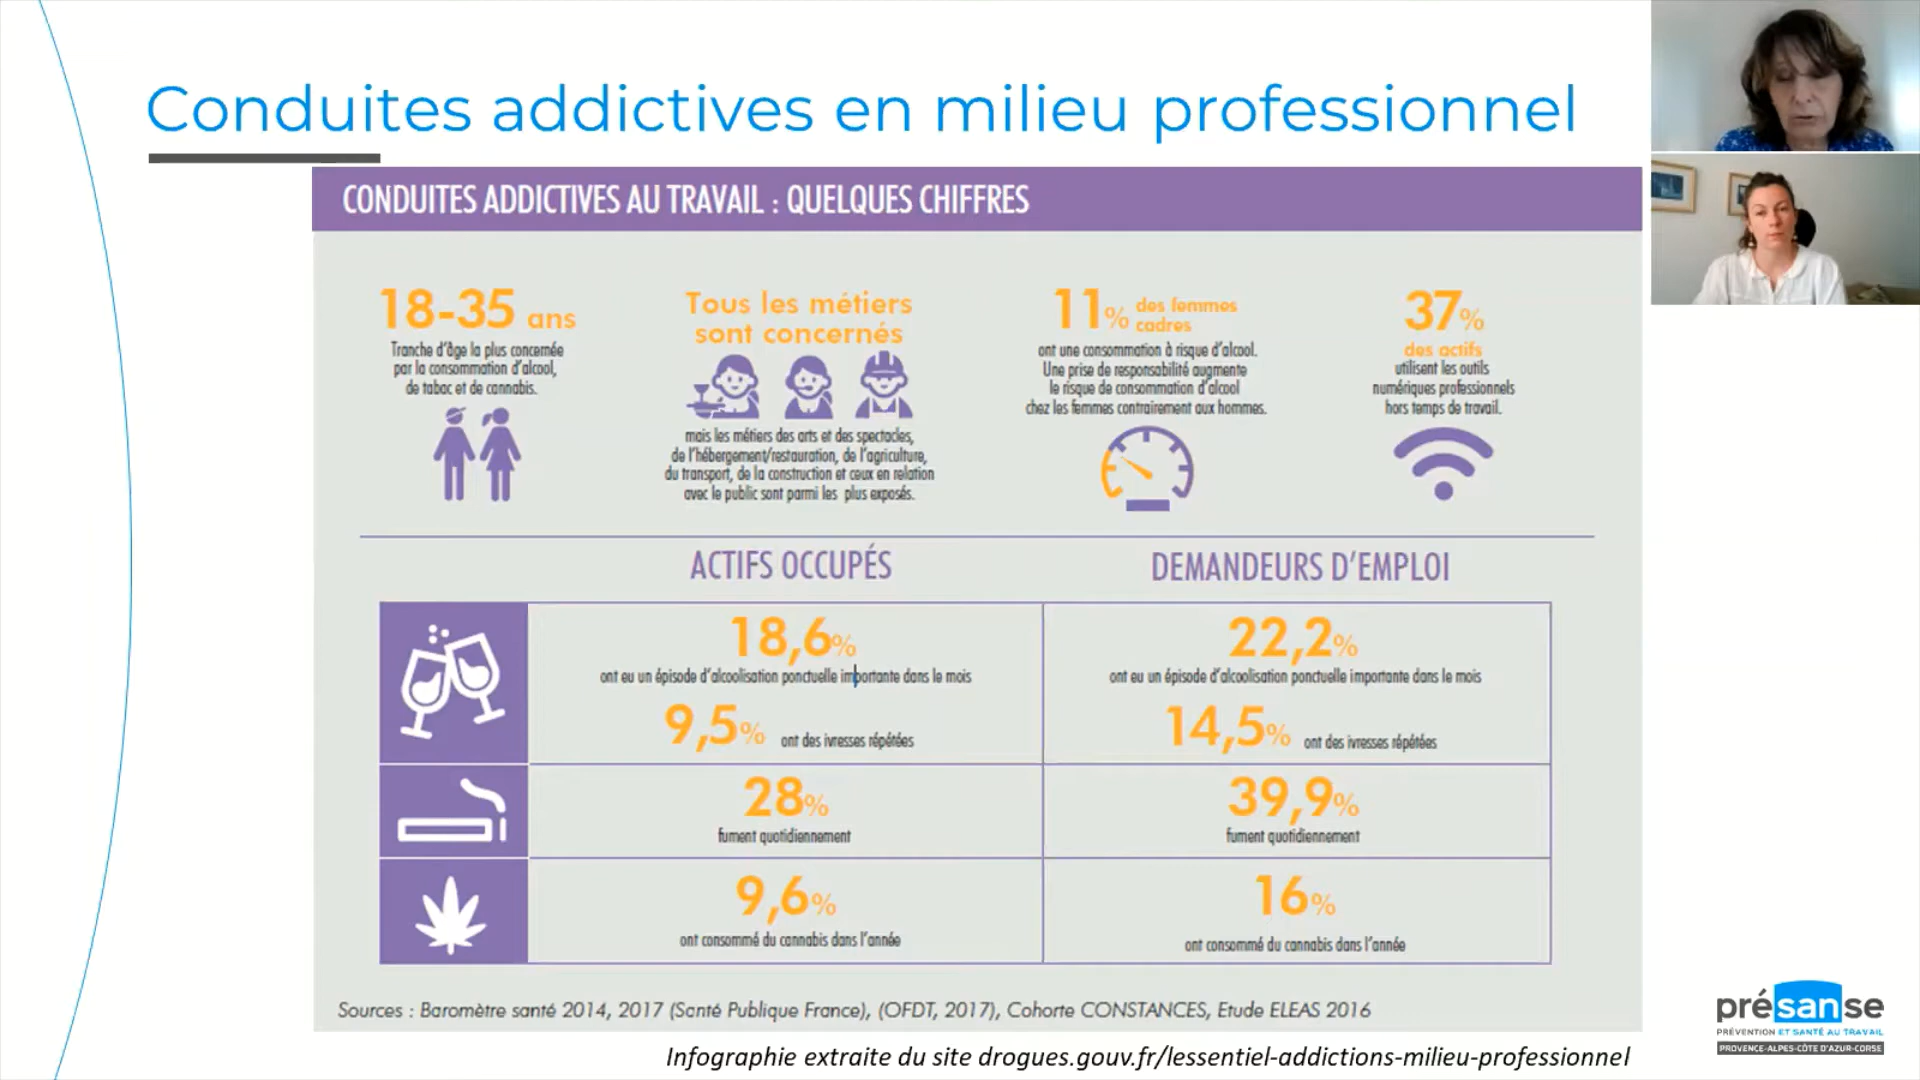 Conduites addictives en milieu professionnel
CONDUITES ADDICTIVES AU TRAVAIL : QUELQUES CHIFFRES
18-35 ans
Tranche d'âge la plus concernée
par la consommation d'alcool,
de tabac et de cannabis.
Tous les métiers
sont concernés
mais les métiers des arts et des spectacles,
de l'hébergement/restauration, de l'agriculture,
du transport, de la construction et ceux en relation
avec le public sont parmi les plus exposés.
11% des femmes
cadres
ont une consommation à risque d'alcool.
Une prise de responsabilité augmente
le risque de consommation d'alcool
chez les femmes contrairement aux hommes.
37%
des actifs
utilisent les outils
numériques professionnels
hors temps de travail.
ACTIFS OCCUPÉS
DEMANDEURS D'EMPLOI
18,6%
ont eu un épisode d'alcoolisation ponctuelle importante dans le mois
9,5% ont des ivresses répétées
22,2%
ont eu un épisode d'alcoolisation ponctuelle importante dans le mois
14,5% ont des ivresses répétées
28%
fument quotidiennement
39,9%
fument quotidiennement
9,6%
ont consommé du cannabis dans l'année
16%
ont consommé du cannabis dans l'année
Sources : Baromètre santé 2014, 2017 (Santé Publique France), (OFDT, 2017), Cohorte CONSTANCES, Etude ELEAS 2016
Infographie extraite du site drogues.gouv.fr/lessentiel-addictions-milieu-professionnel
présanse
PRÉVENTION ET SANTÉ AU TRAVAIL
PROVENCE-ALPES-CÔTE D'AZUR-CORSE